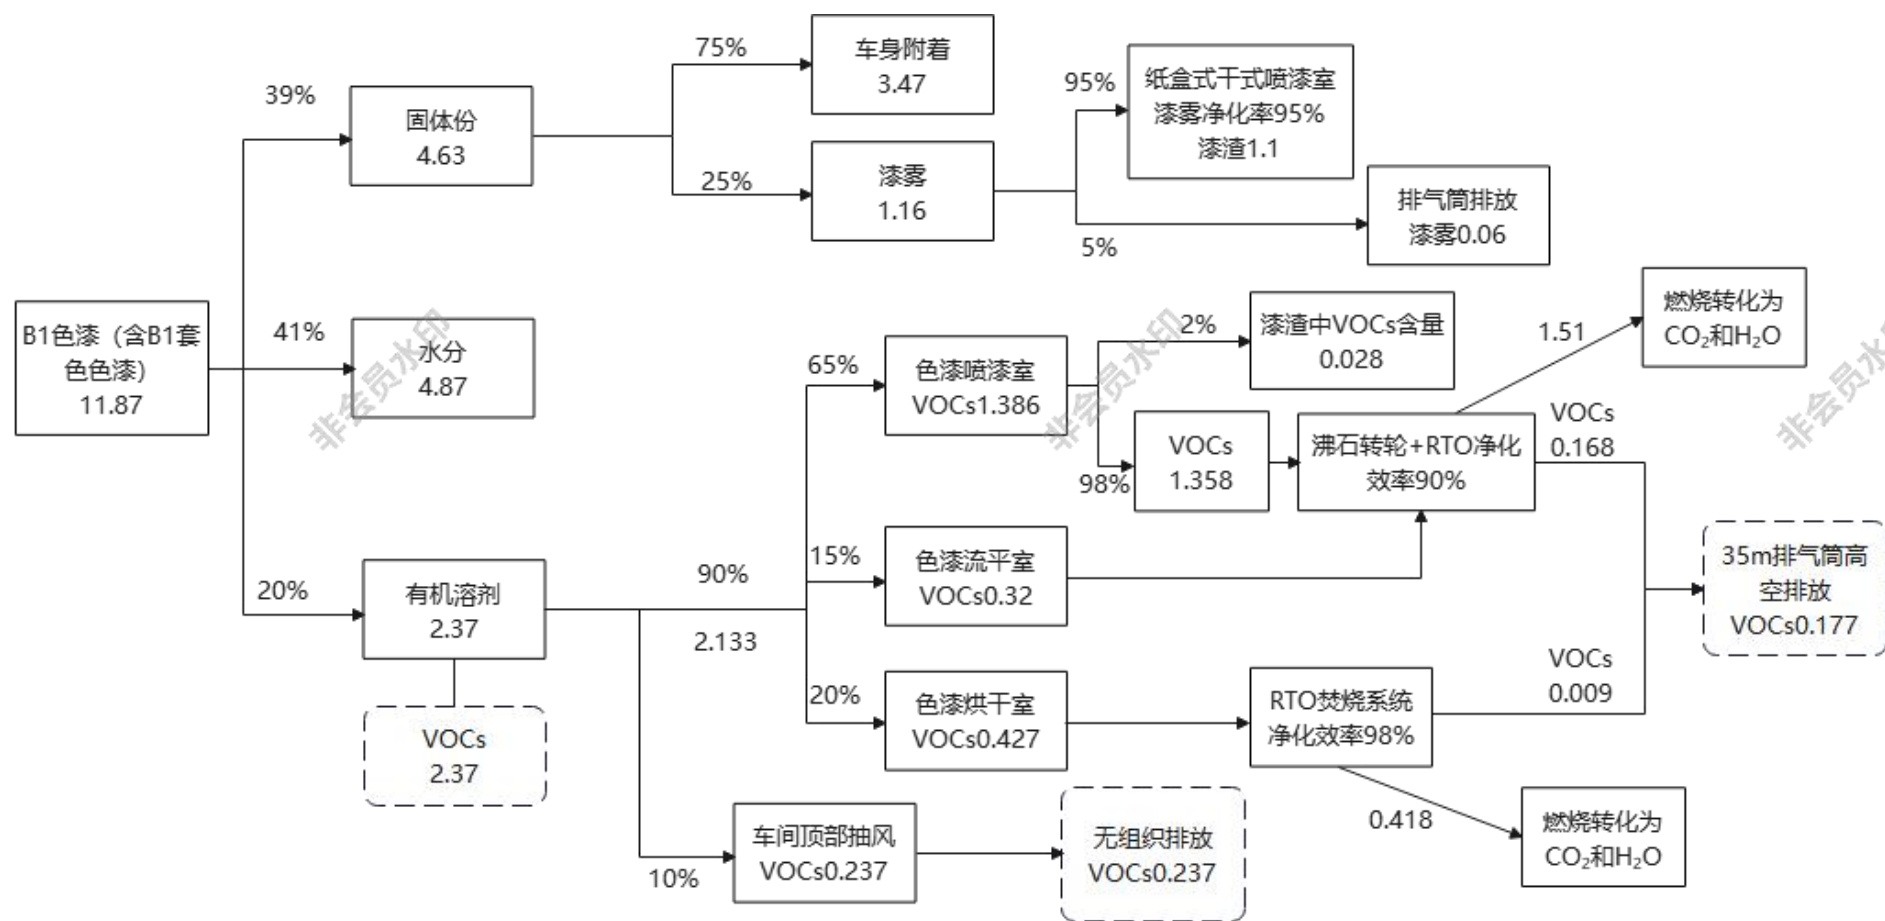 75%
车身附着
3.47
39%
固体份
4.63
95%
纸盒式干式喷漆室
漆雾净化率95%
漆渣1.1
25%
漆雾
1.16
排气筒排放
漆雾0.06
5%
B1色漆（含B1套
色色漆）
11.87
41%
水分
4.87
65%
色漆喷漆室
VOCs1.386
2%
漆渣中VOCs含量
0.028
1.51
燃烧转化为
CO₂和H₂O
98%
VOCs
1.358
沸石转轮+RTO净化
效率90%
VOCs
0.168
20%
有机溶剂
2.37
90%
2.133
15%
色漆流平室
VOCs0.32
35m排气筒高
空排放
VOCs0.177
VOCs
2.37
20%
色漆烘干室
VOCs0.427
RTO焚烧系统
净化效率98%
VOCs
0.009
10%
车间顶部抽风
VOCs0.237
无组织排放
VOCs0.237
0.418
燃烧转化为
CO₂和H₂O
非会员水印
非会员水印
非会员水